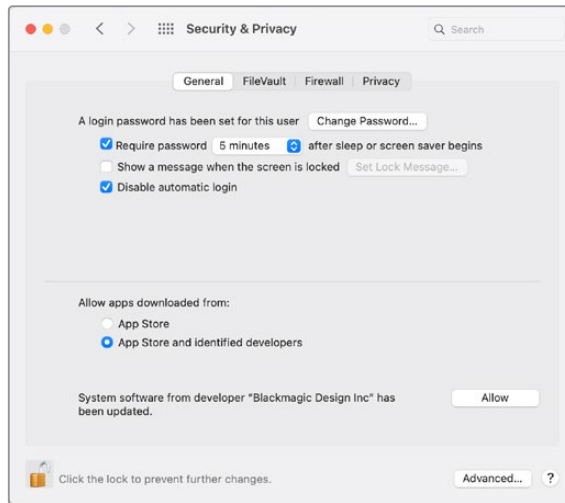 Security & Privacy
Search
General FileVault Firewall Privacy
A login password has been set for this user Change Password...
Require password 5 minutes after sleep or screen saver begins
Show a message when the screen is locked Set Lock Message...
Disable automatic login
Allow apps downloaded from:
App Store
App Store and identified developers
System software from developer "Blackmagic Design Inc" has Allow
been updated.
Click the lock to prevent further changes. Advanced... ?